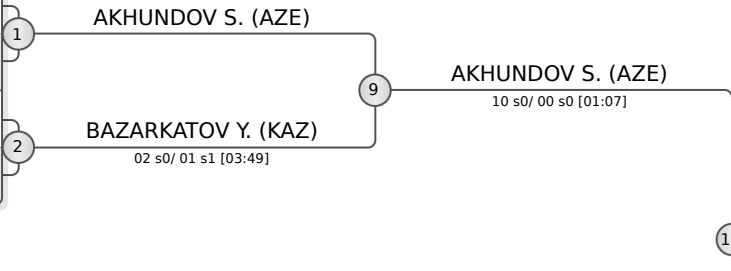 AKHUNDOV S. (AZE)
1
AKHUNDOV S. (AZE)
9
10 s0/ 00 s0 [01:07]
BAZARKATOV Y. (KAZ)
2
02 s0/ 01 s1 [03:49]